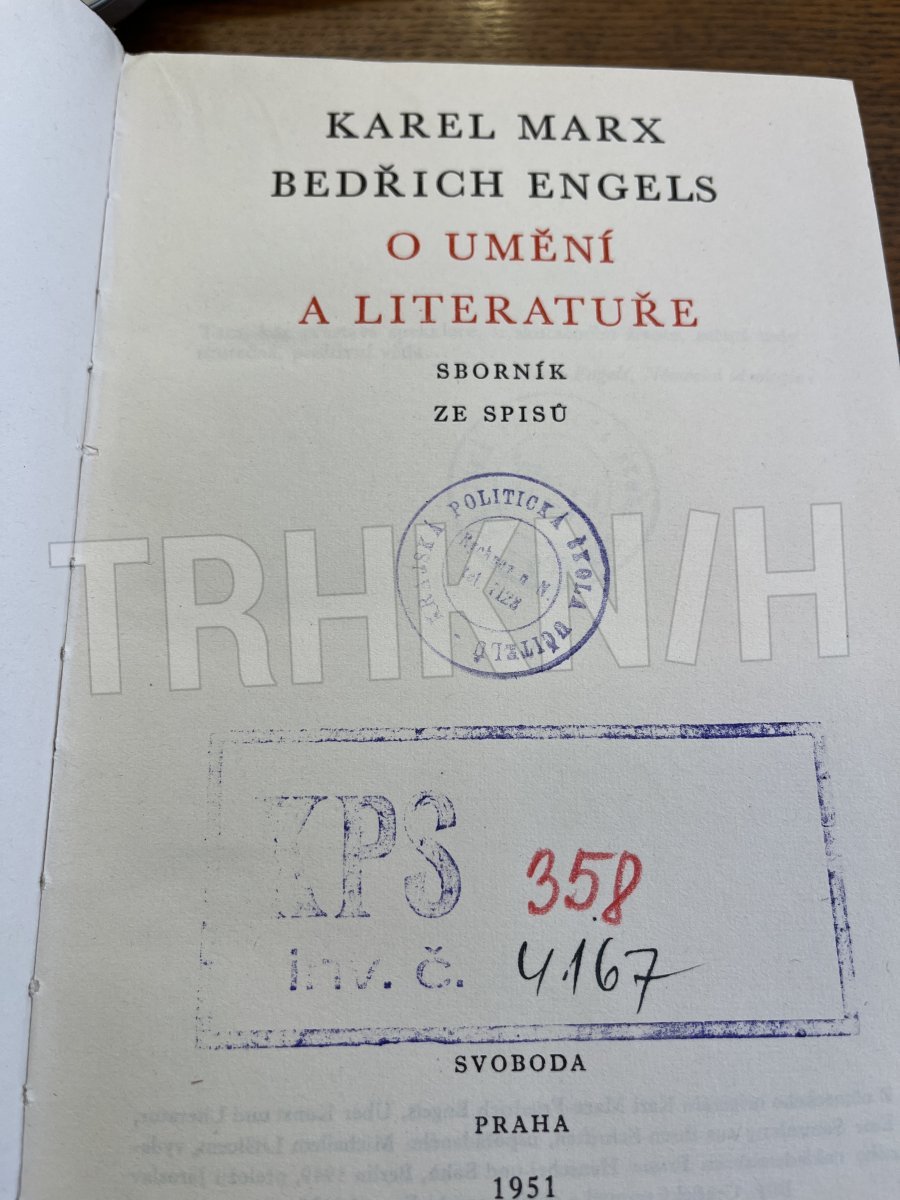 KAREL MARX
BEDŘICH ENGELS
O UMĚNÍ
A LITERATUŘE
SBORNÍK
ZE SPISŮ
KRAJSKÁ POLITICKÁ ŠKOLA UČITELŮ
TRHKNIH
KPS
358
inv. č.
4167
SVOBODA
PRAHA
1951